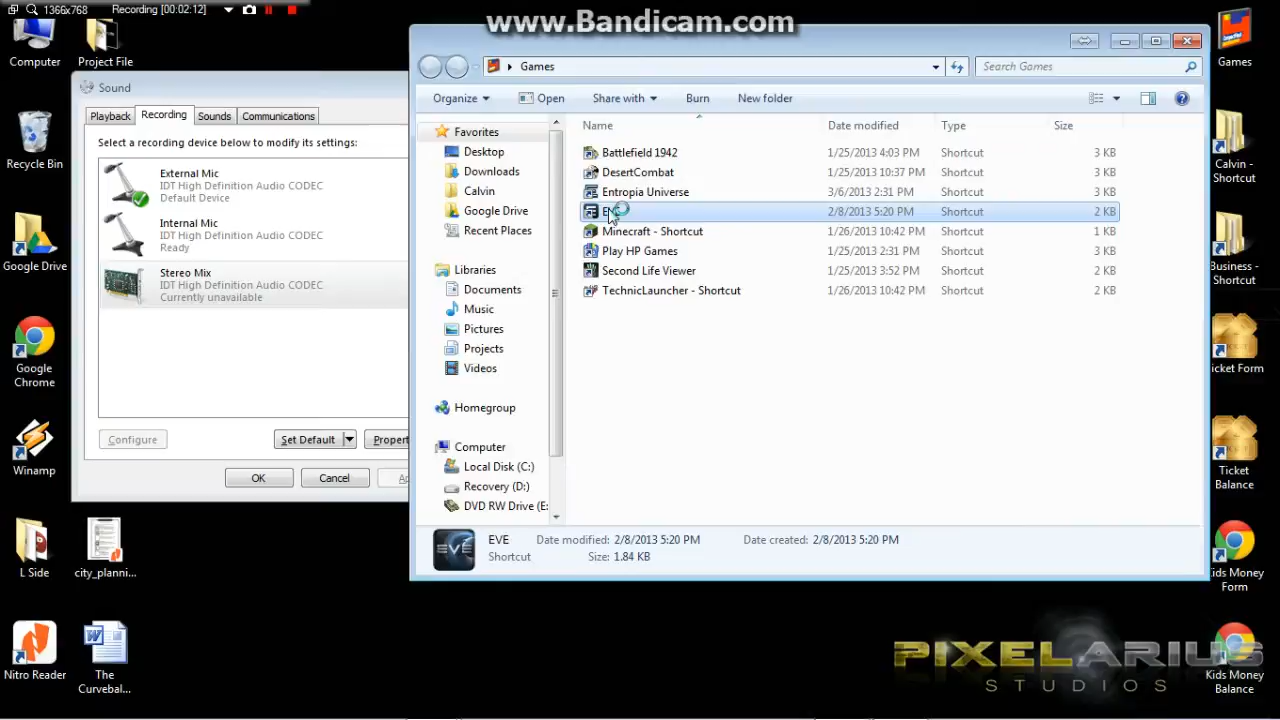 1366x768 Recording [00:02:12]
www.Bandicam.com
Computer
Project File
Recycle Bin
Google Drive
Google Chrome
Winamp
L Side
city_planni...
Nitro Reader
The Curvebal...
Sound
Playback Recording Sounds Communications
Select a recording device below to modify its settings:
External Mic
IDT High Definition Audio CODEC
Default Device
Internal Mic
IDT High Definition Audio CODEC
Ready
Stereo Mix
IDT High Definition Audio CODEC
Currently unavailable
Configure Set Default Propert
OK Cancel Ap
Games
Search Games
Organize Open Share with Burn New folder
Favorites
Desktop
Downloads
Calvin
Google Drive
Recent Places
Libraries
Documents
Music
Pictures
Projects
Videos
Homegroup
Computer
Local Disk (C:)
Recovery (D:)
DVD RW Drive (E:
Name Date modified Type Size
Battlefield 1942 1/25/2013 4:03 PM Shortcut 3 KB
DesertCombat 1/25/2013 10:37 PM Shortcut 3 KB
Entropia Universe 3/6/2013 2:31 PM Shortcut 3 KB
2/8/2013 5:20 PM Shortcut 2 KB
Minecraft - Shortcut 1/26/2013 10:42 PM Shortcut 1 KB
Play HP Games 1/25/2013 2:31 PM Shortcut 3 KB
Second Life Viewer 1/25/2013 3:52 PM Shortcut 2 KB
TechnicLauncher - Shortcut 1/26/2013 10:42 PM Shortcut 2 KB
EVE
EVE Date modified: 2/8/2013 5:20 PM Date created: 2/8/2013 5:20 PM
Shortcut Size: 1.84 KB
Games
Calvin - Shortcut
Business - Shortcut
icket Form
Ticket Balance
Kids Money Form
Kids Money Balance
PIXELARIUS
STUDIOS